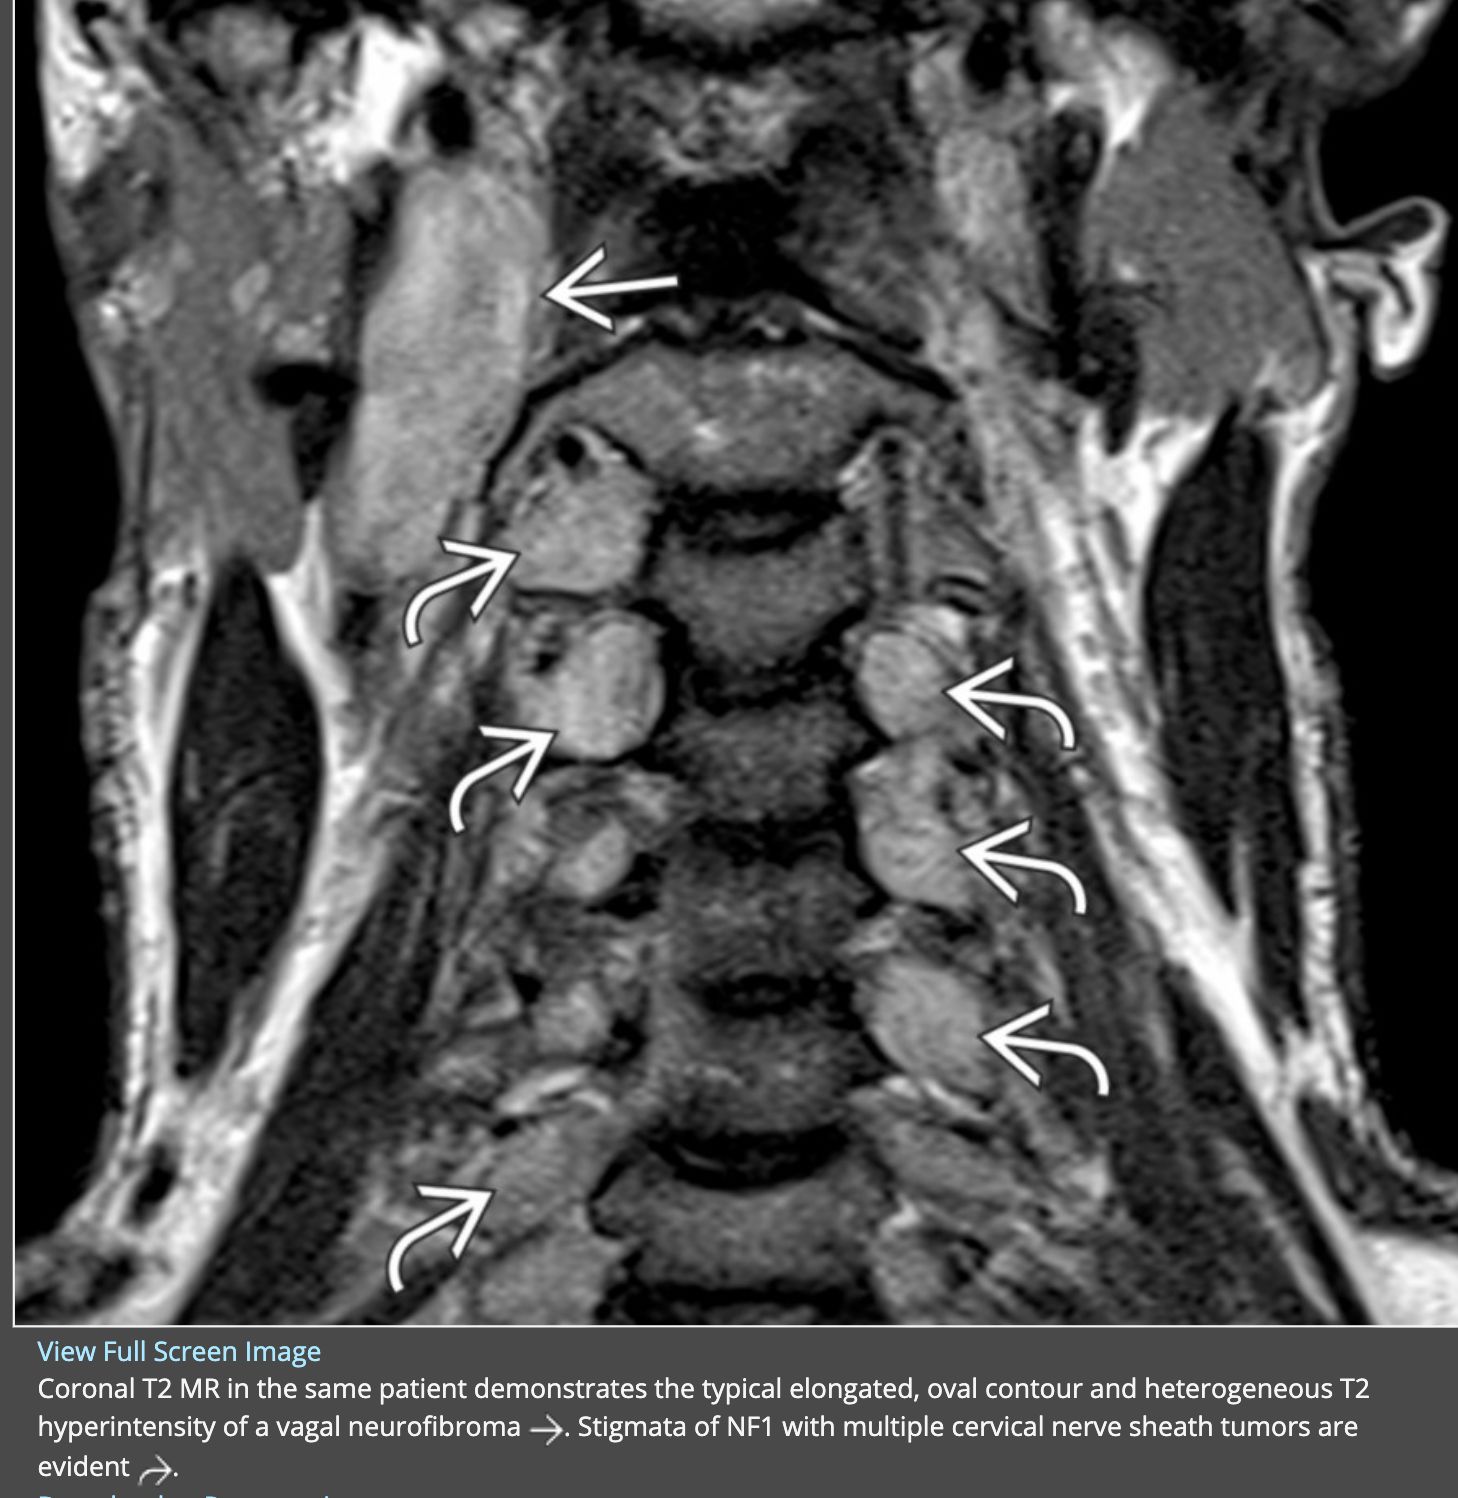 View Full Screen Image
Coronal T2 MR in the same patient demonstrates the typical elongated, oval contour and heterogeneous T2
hyperintensity of a vagal neurofibroma →. Stigmata of NF1 with multiple cervical nerve sheath tumors are
evident ↷.